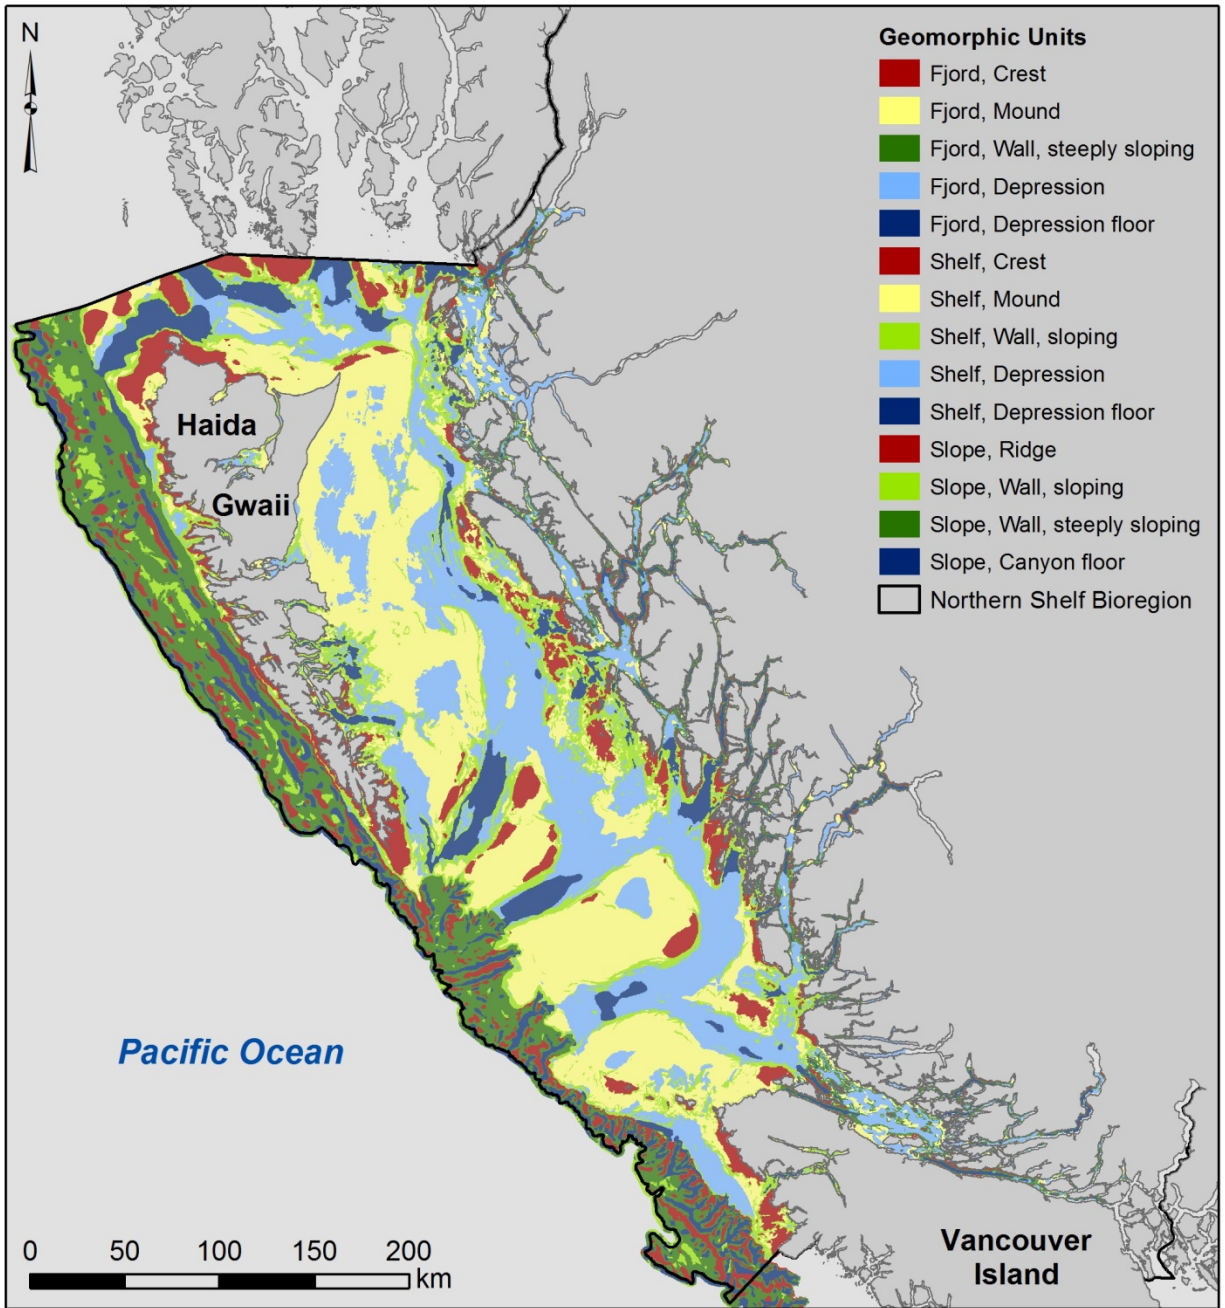 N
Geomorphic Units
Fjord, Crest
Fjord, Mound
Fjord, Wall, steeply sloping
Fjord, Depression
Fjord, Depression floor
Shelf, Crest
Shelf, Mound
Shelf, Wall, sloping
Shelf, Depression
Shelf, Depression floor
Slope, Ridge
Slope, Wall, sloping
Slope, Wall, steeply sloping
Slope, Canyon floor
Northern Shelf Bioregion
Haida
Gwaii
Pacific Ocean
Vancouver
Island
0 50 100 150 200
km